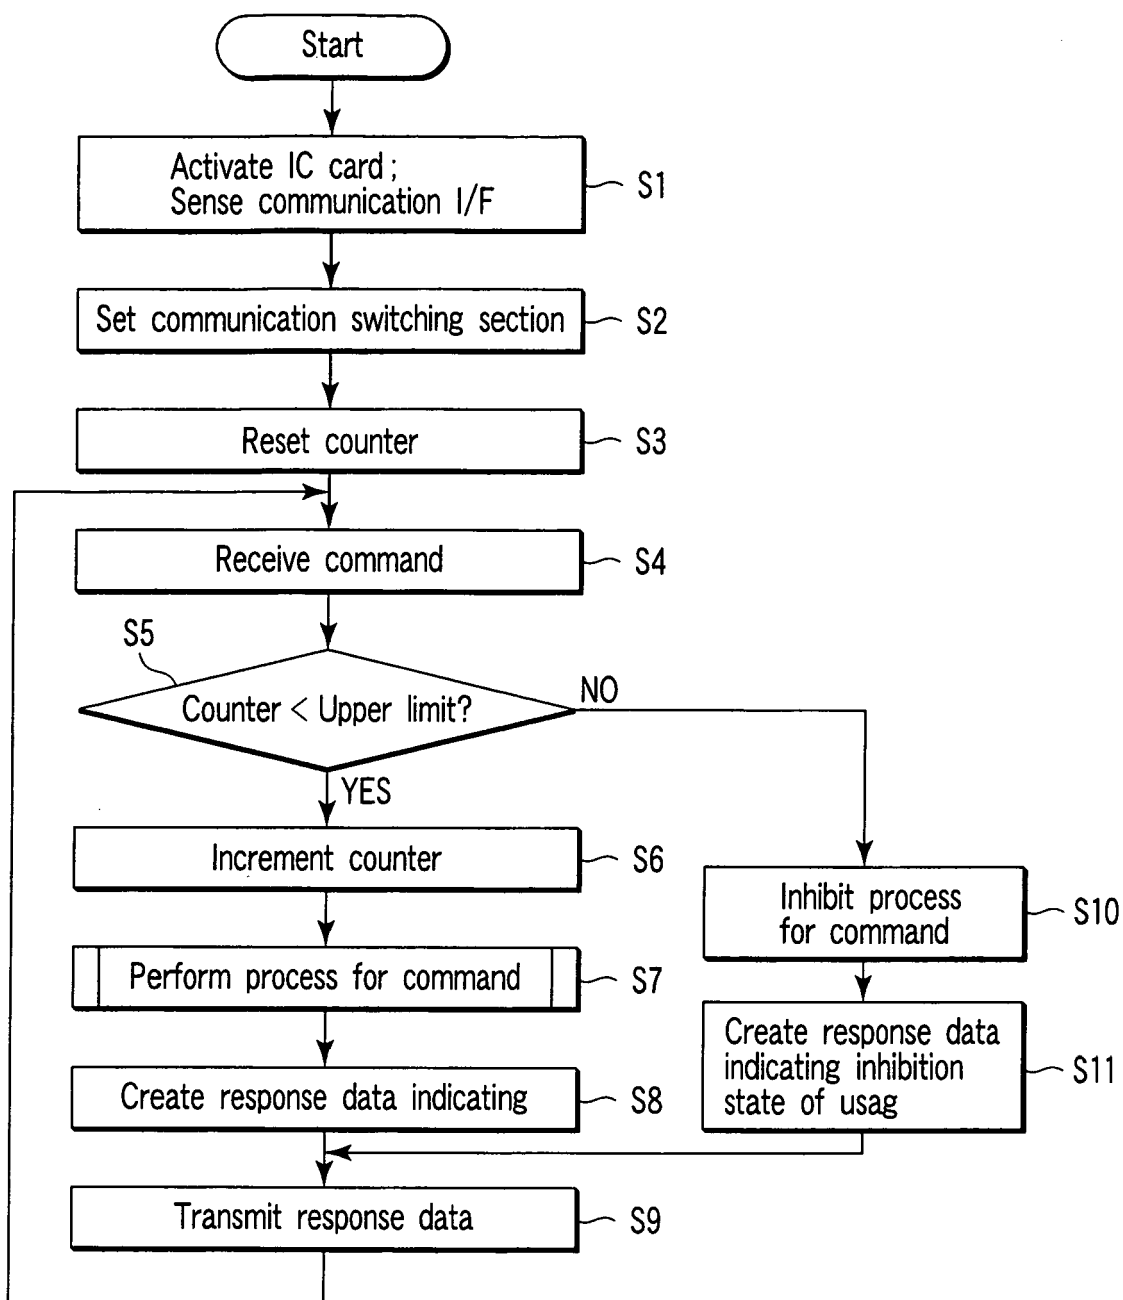 Start
Activate IC card ;
Sense communication I/F
S1
Set communication switching section
S2
Reset counter
S3
Receive command
S4
S5
Counter < Upper limit?
NO
YES
Increment counter
S6
Inhibit process
for command
S10
Perform process for command
S7
Create response data
indicating inhibition
state of usag
S11
Create response data indicating
S8
Transmit response data
S9